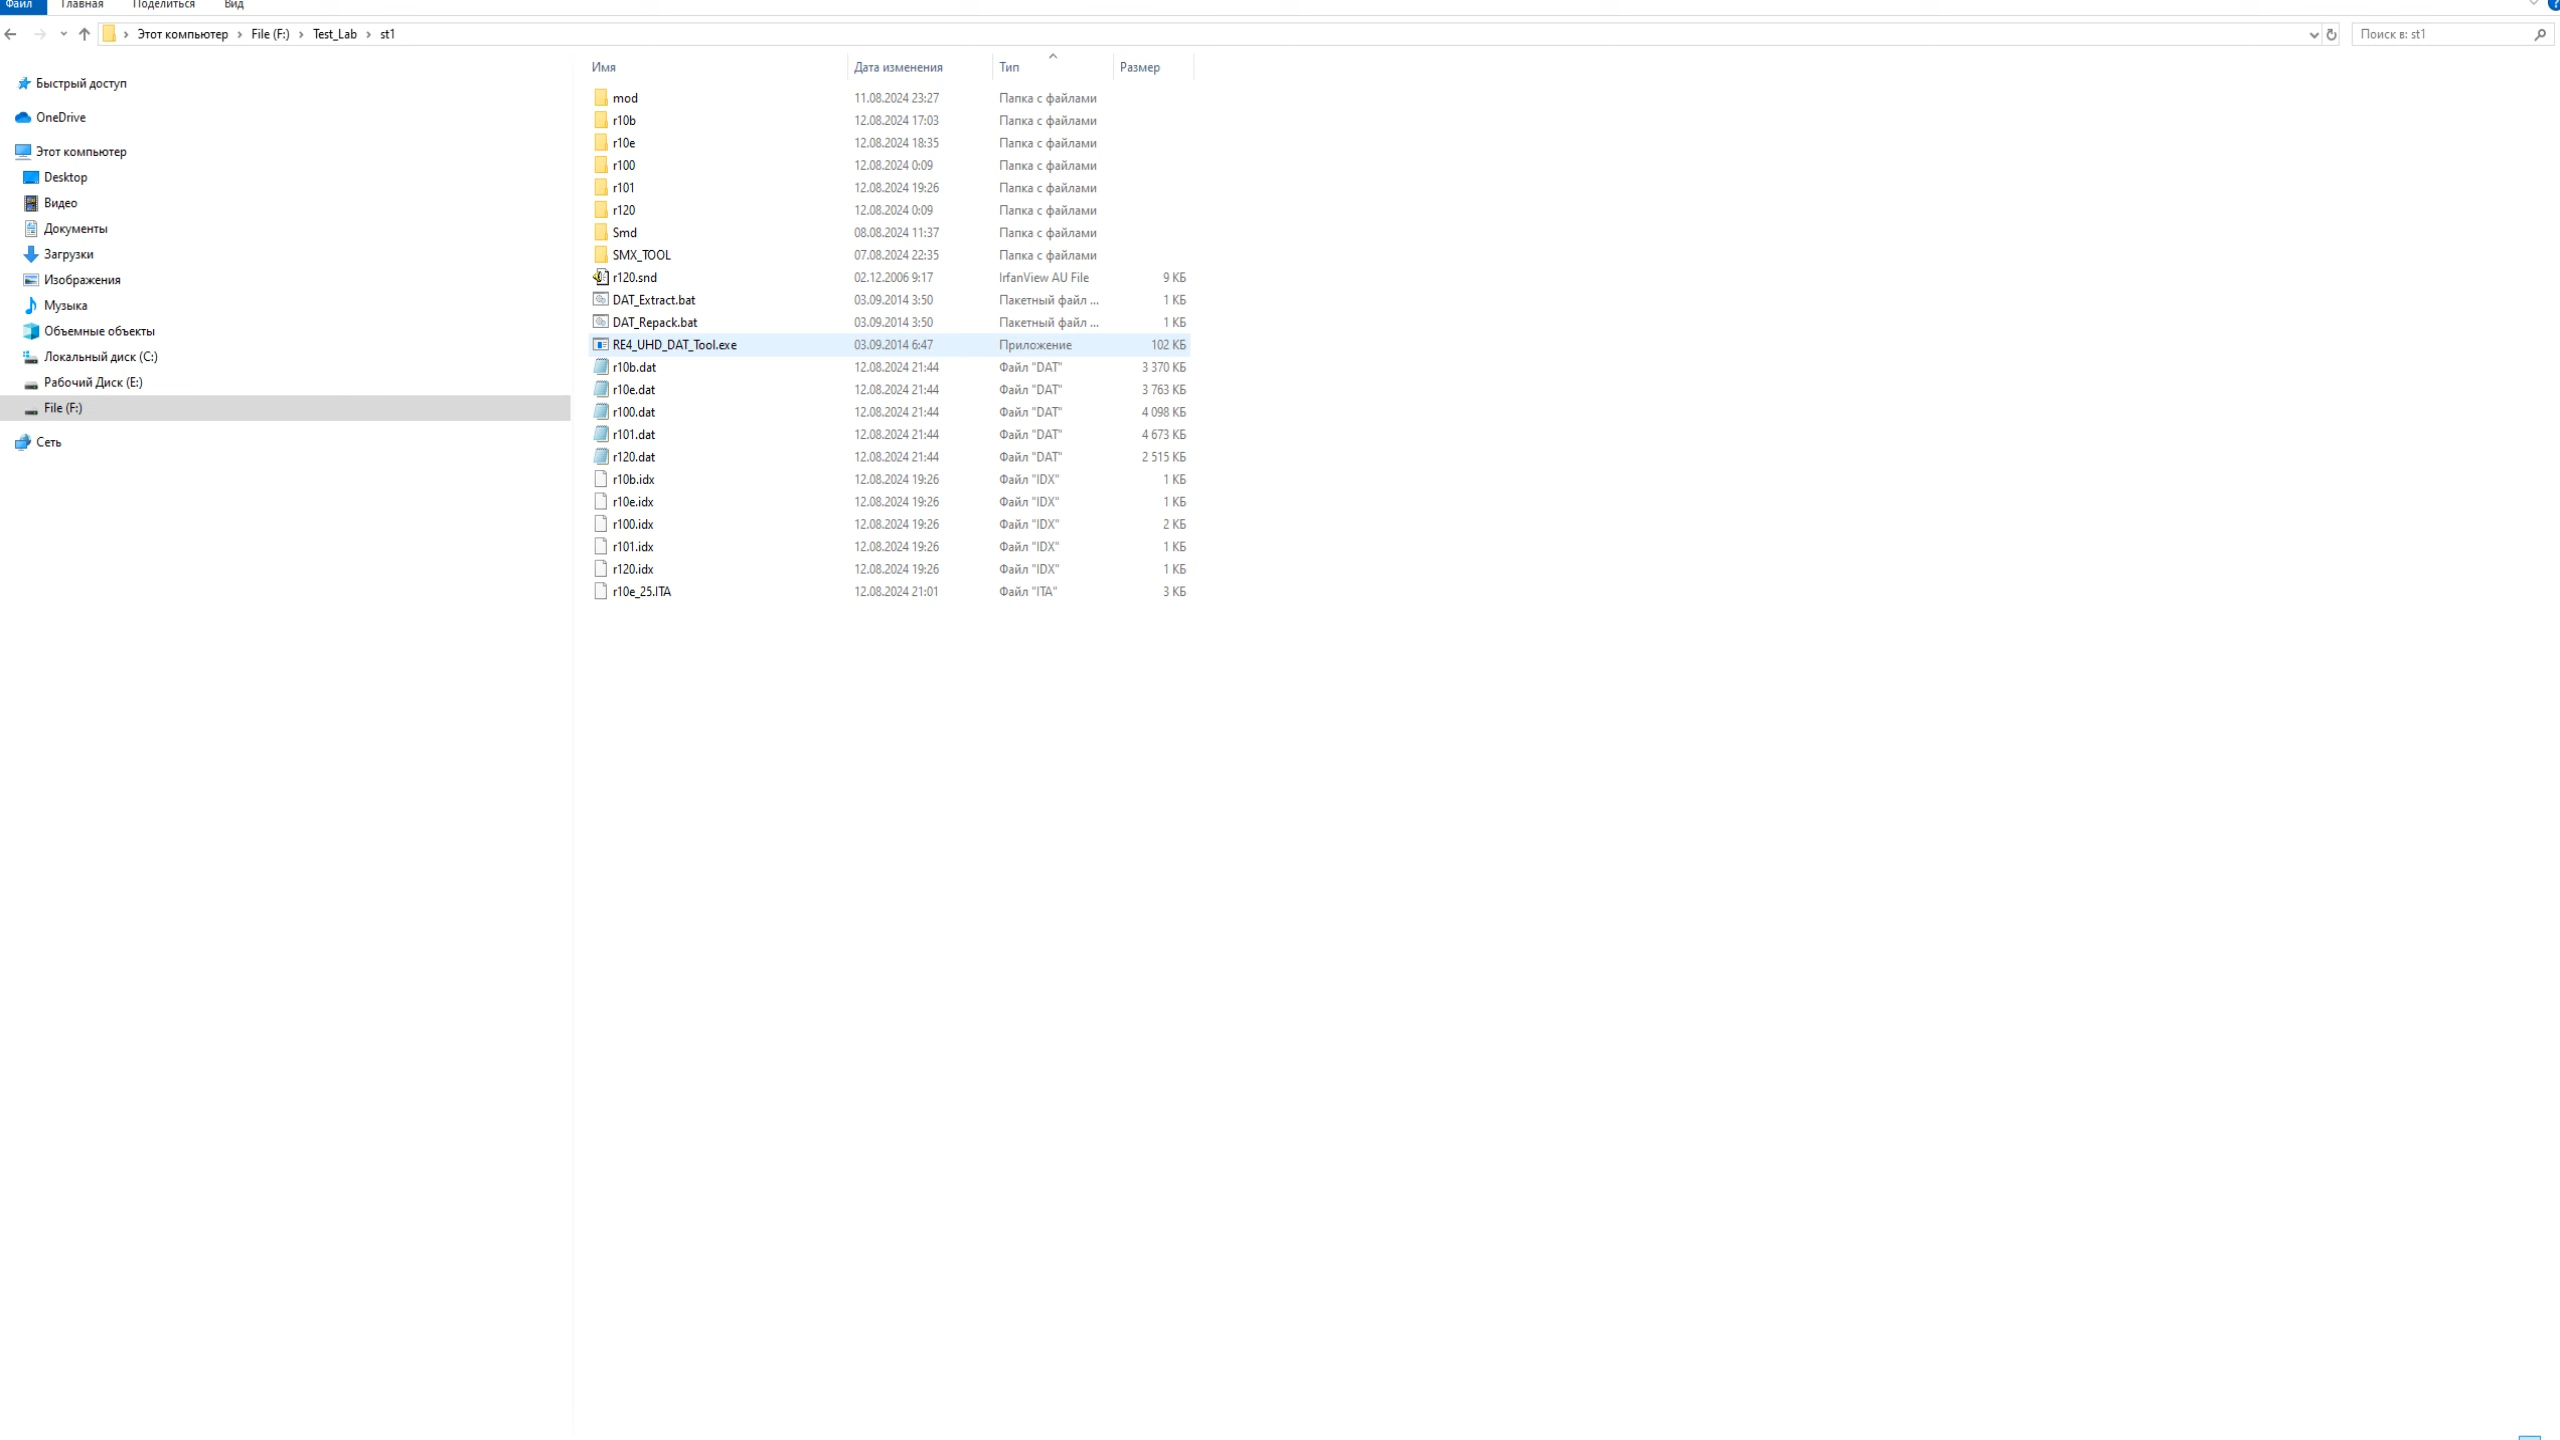 Файл Главная Поделиться Вид
Этот компьютер › File (F:) › Test_Lab › st1
Поиск в: st1
Быстрый доступ
OneDrive
Этот компьютер
Desktop
Видео
Документы
Загрузки
Изображения
Музыка
Объемные объекты
Локальный диск (C:)
Рабочий Диск (E:)
File (F:)
Сеть
Имя Дата изменения Тип Размер
mod 11.08.2024 23:27 Папка с файлами
r10b 12.08.2024 17:03 Папка с файлами
r10e 12.08.2024 18:35 Папка с файлами
r100 12.08.2024 0:09 Папка с файлами
r101 12.08.2024 19:26 Папка с файлами
r120 12.08.2024 0:09 Папка с файлами
Smd 08.08.2024 11:37 Папка с файлами
SMX_TOOL 07.08.2024 22:35 Папка с файлами
r120.snd 02.12.2006 9:17 IrfanView AU File 9 КБ
DAT_Extract.bat 03.09.2014 3:50 Пакетный файл ... 1 КБ
DAT_Repack.bat 03.09.2014 3:50 Пакетный файл ... 1 КБ
RE4_UHD_DAT_Tool.exe 03.09.2014 6:47 Приложение 102 КБ
r10b.dat 12.08.2024 21:44 Файл "DAT" 3 370 КБ
r10e.dat 12.08.2024 21:44 Файл "DAT" 3 763 КБ
r100.dat 12.08.2024 21:44 Файл "DAT" 4 098 КБ
r101.dat 12.08.2024 21:44 Файл "DAT" 4 673 КБ
r120.dat 12.08.2024 21:44 Файл "DAT" 2 515 КБ
r10b.idx 12.08.2024 19:26 Файл "IDX" 1 КБ
r10e.idx 12.08.2024 19:26 Файл "IDX" 1 КБ
r100.idx 12.08.2024 19:26 Файл "IDX" 2 КБ
r101.idx 12.08.2024 19:26 Файл "IDX" 1 КБ
r120.idx 12.08.2024 19:26 Файл "IDX" 1 КБ
r10e_25.ITA 12.08.2024 21:01 Файл "ITA" 3 КБ